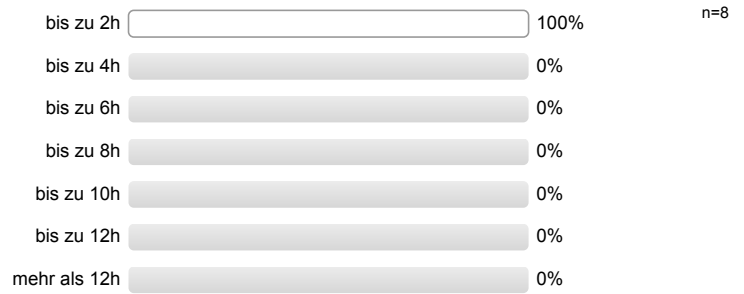 bis zu 2h 100% n=8
bis zu 4h 0%
bis zu 6h 0%
bis zu 8h 0%
bis zu 10h 0%
bis zu 12h 0%
mehr als 12h 0%